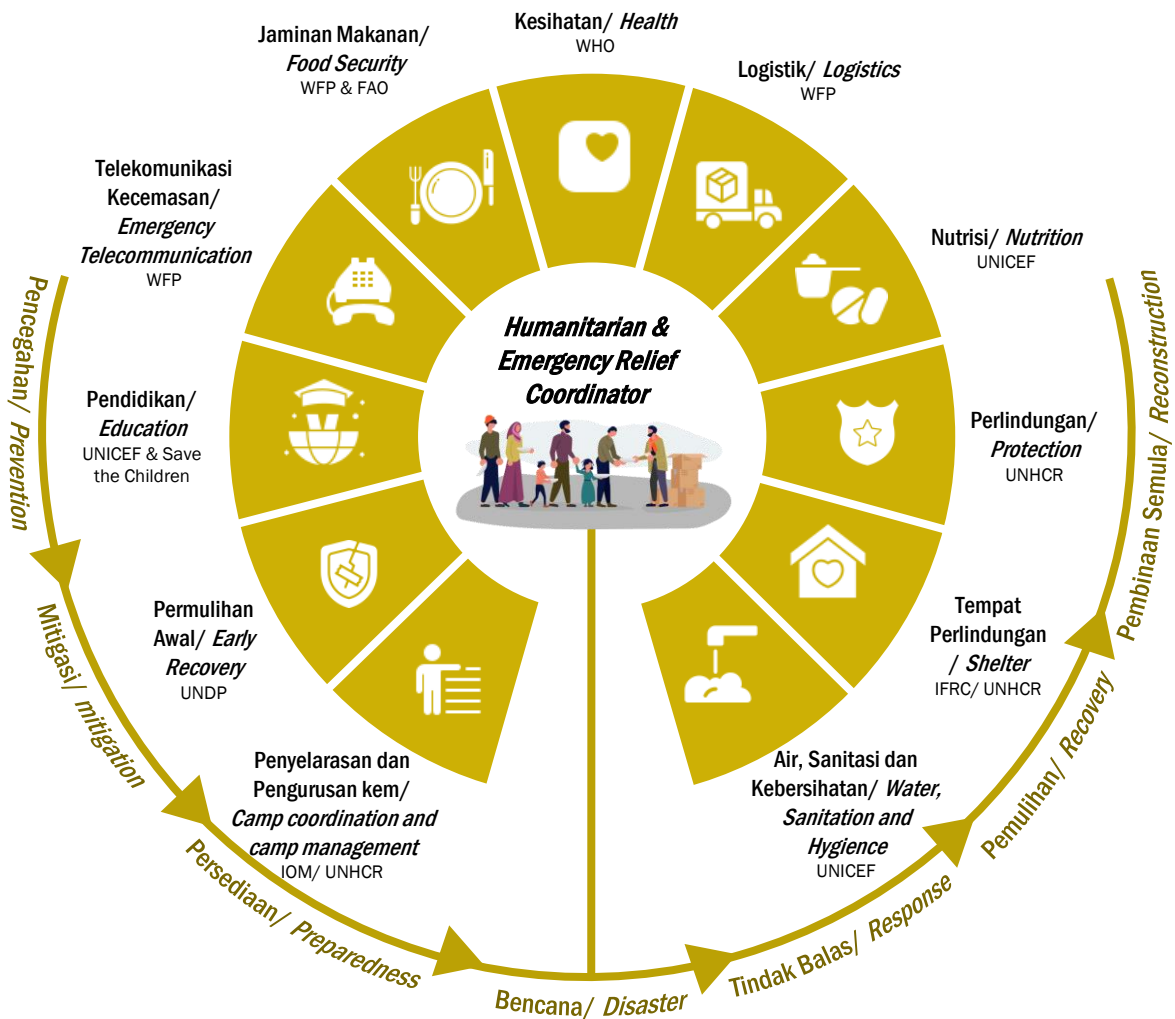 Kesihatan/ Health
WHO
Jaminan Makanan/
Food Security
WFP & FAO
Logistik/ Logistics
WFP
Telekomunikasi
Kecemasan/
Emergency
Telecommunication
WFP
Nutrisi/ Nutrition
UNICEF
Humanitarian &
Emergency Relief
Coordinator
Pendidikan/
Education
UNICEF & Save
the Children
Perlindungan/
Protection
UNHCR
Permulihan
Awal/ Early
Recovery
UNDP
Tempat
Perlindungan
/ Shelter
IFRC/ UNHCR
Penyelarasan dan
Pengurusan kem/
Camp coordination and
camp management
IOM/ UNHCR
Air, Sanitasi dan
Kebersihatan/ Water,
Sanitation and
Hygience
UNICEF
Pencegahan/ Prevention
Mitigasi/ mitigation
Persediaan/ Preparedness
Bencana/ Disaster
Tindak Balas/ Response
Pemulihan/ Recovery
Pembinaan Semula/ Reconstruction